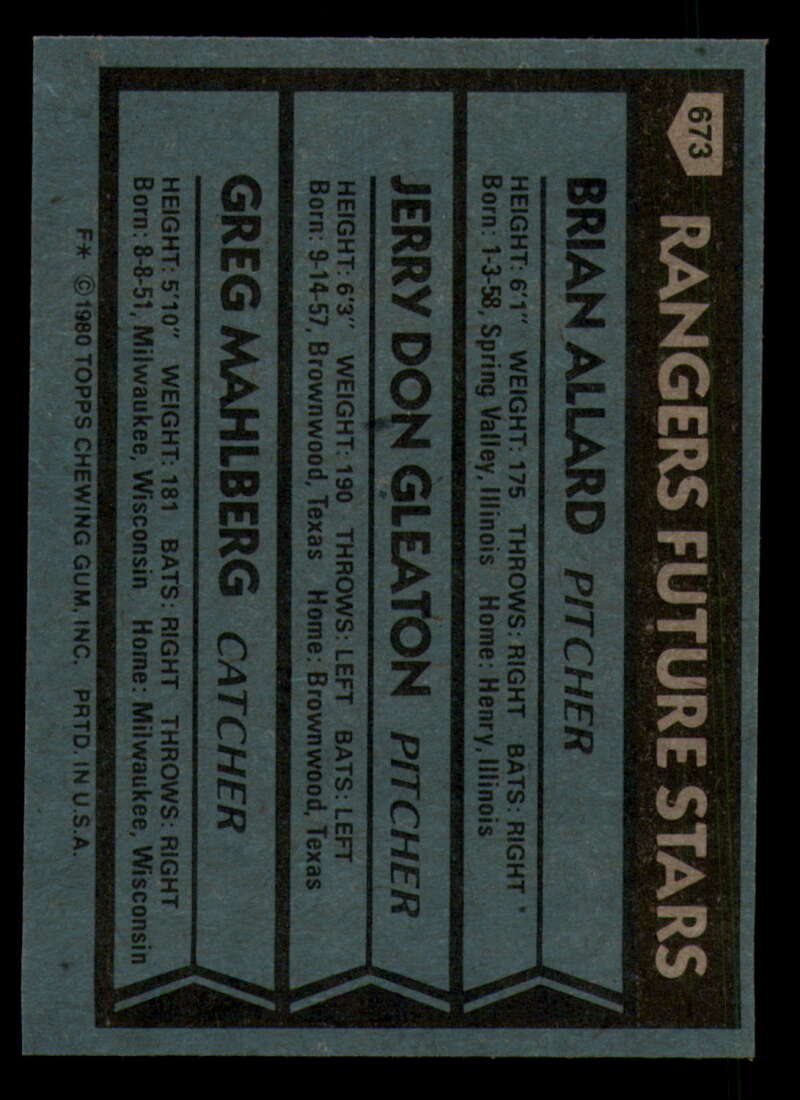 673
RANGERS FUTURE STARS
BRIAN ALLARD PITCHER
HEIGHT: 6'1" WEIGHT: 175 THROWS: RIGHT BATS: RIGHT
Born: 1-3-58, Spring Valley, Illinois Home: Henry, Illinois
JERRY DON GLEATON PITCHER
HEIGHT: 6'3" WEIGHT: 190 THROWS: LEFT BATS: LEFT
Born: 9-14-57, Brownwood, Texas Home: Brownwood, Texas
GREG MAHLBERG CATCHER
HEIGHT: 5'10" WEIGHT: 181 BATS: RIGHT THROWS: RIGHT
Born: 8-8-51, Milwaukee, Wisconsin Home: Milwaukee, Wisconsin
F* © 1980 TOPPS CHEWING GUM, INC. PRTD. IN U.S.A.